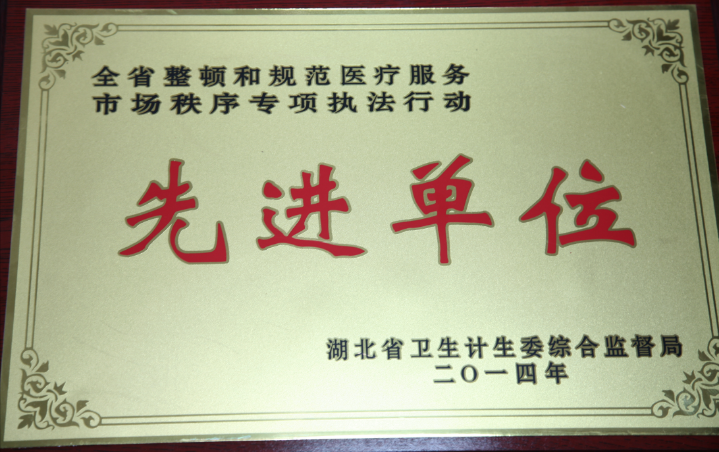 全省整顿和规范医疗服务
市场秩序专项执法行动
先进单位
湖北省卫生计生委综合监督局
二〇一四年